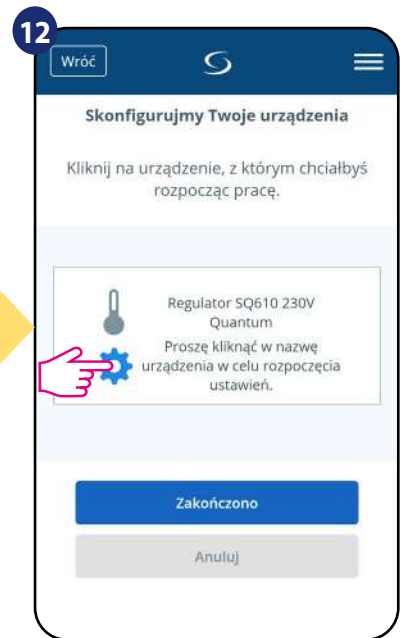 12
Wróć
Skonfigurujmy Twoje urządzenia
Kliknij na urządzenie, z którym chciałbyś
rozpocząc pracę.
Regulator SQ610 230V
Quantum
Proszę kliknąć w nazwę
urządzenia w celu rozpoczęcia
ustawień.
Zakończono
Anuluj